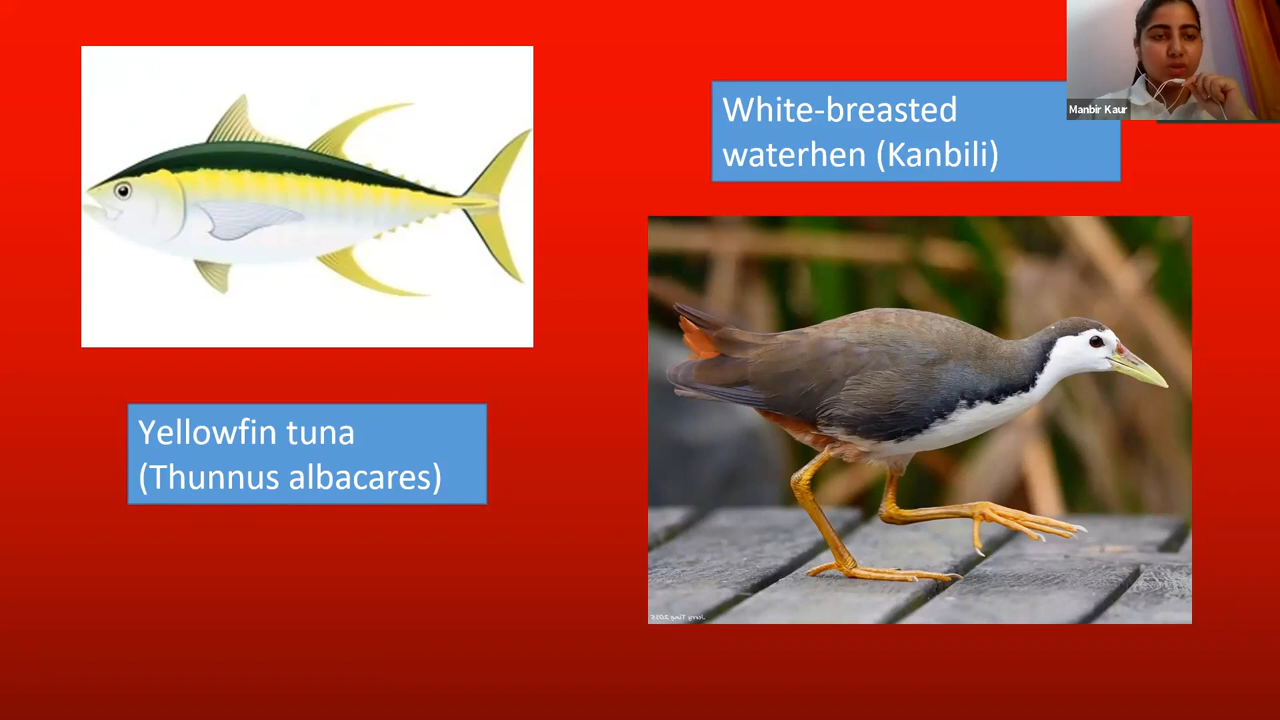 White-breasted
waterhen (Kanbili)
Manbir Kaur
Yellowfin tuna
(Thunnus albacares)